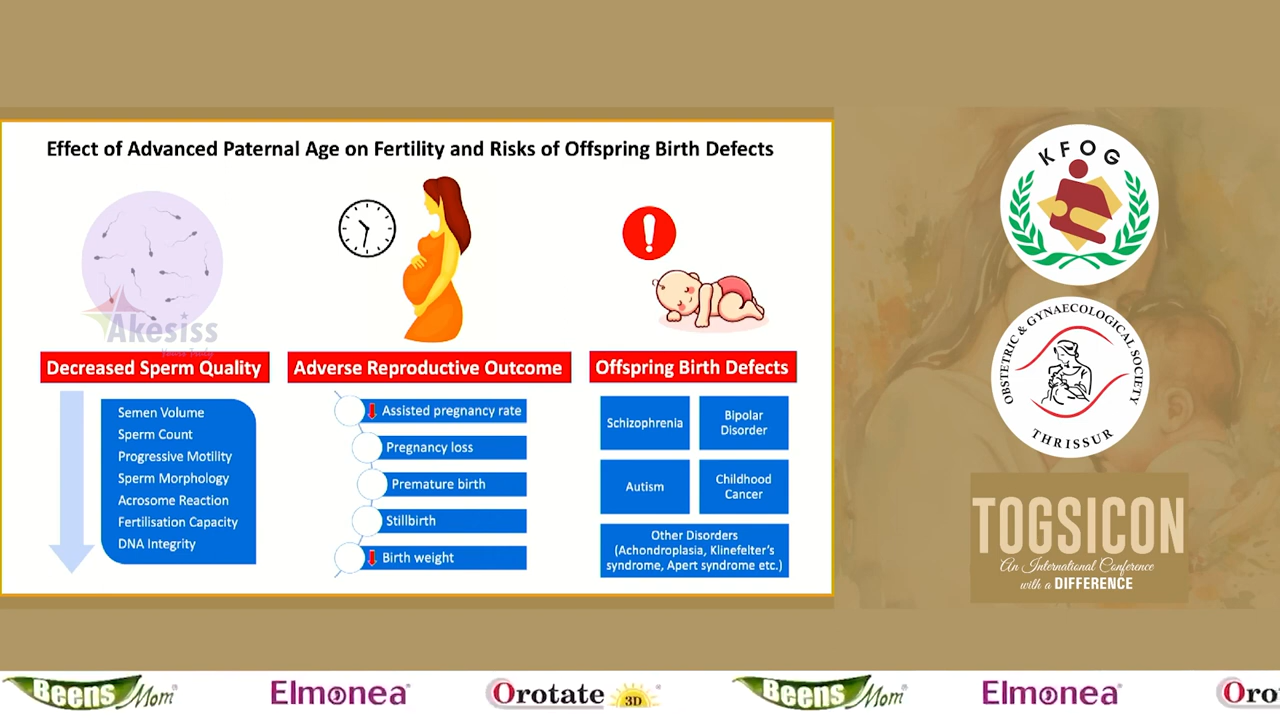 Effect of Advanced Paternal Age on Fertility and Risks of Offspring Birth Defects
Akesiss
Yours Truly
Decreased Sperm Quality
Semen Volume
Sperm Count
Progressive Motility
Sperm Morphology
Acrosome Reaction
Fertilisation Capacity
DNA Integrity
Adverse Reproductive Outcome
Assisted pregnancy rate
Pregnancy loss
Premature birth
Stillbirth
Birth weight
Offspring Birth Defects
Schizophrenia
Bipolar
Disorder
Autism
Childhood
Cancer
Other Disorders
(Achondroplasia, Klinefelter's
syndrome, Apert syndrome etc.)
KFOG
OBSTETRIC & GYNAECOLOGICAL SOCIETY
THRISSUR
TOGSICON
An International Conference
with a DIFFERENCE
Beens Mom Elmonea Orotate 3D Beens Mom Elmonea Oro